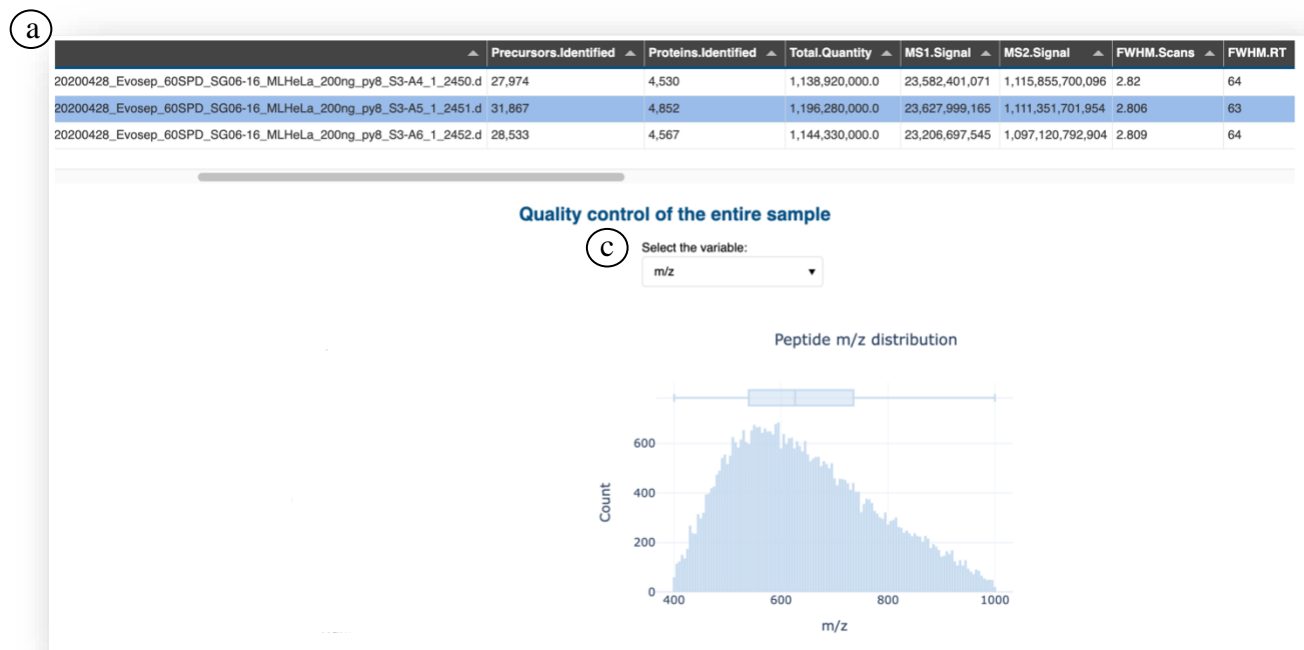 a
Precursors.Identified Proteins.Identified Total.Quantity MS1.Signal MS2.Signal FWHM.Scans FWHM.RT
20200428_Evosep_60SPD_SG06-16_MLHeLa_200ng_py8_S3-A4_1_2450.d 27,974 4,530 1,138,920,000.0 23,582,401,071 1,115,855,700,096 2.82 64
20200428_Evosep_60SPD_SG06-16_MLHeLa_200ng_py8_S3-A5_1_2451.d 31,867 4,852 1,196,280,000.0 23,627,999,165 1,111,351,701,954 2.806 63
20200428_Evosep_60SPD_SG06-16_MLHeLa_200ng_py8_S3-A6_1_2452.d 28,533 4,567 1,144,330,000.0 23,206,697,545 1,097,120,792,904 2.809 64
Quality control of the entire sample
c
Select the variable:
m/z
Peptide m/z distribution
600
400
200
0
Count
400 600 800 1000
m/z